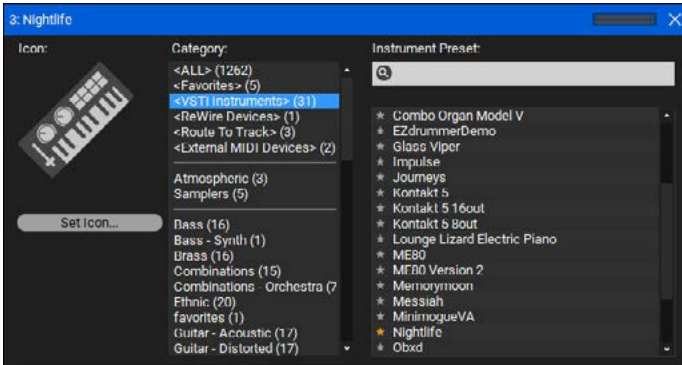 3: Nightlife
Icon:
Set Icon...
Category:
<ALL> (1262)
<Favorites> (5)
<VSTI Instruments> (31)
<ReWire Devices> (1)
<Route To Track> (3)
<External MIDI Devices> (2)
Atmospheric (3)
Samplers (5)
Bass (16)
Bass - Synth (1)
Brass (16)
Combinations (15)
Combinations - Orchestra (7
Ethnic (20)
favorites (1)
Guitar - Acoustic (17)
Guitar - Distorted (17)
Instrument Preset:
Combo Organ Model V
EZdrummerDemo
Glass Viper
Impulse
Journeys
Kontakt 5
Kontakt 5 16out
Kontakt 5 8out
Lounge Lizard Electric Piano
ME80
ME80 Version 2
Memorymoon
Messiah
MinimogueVA
Nightlife
Obxd